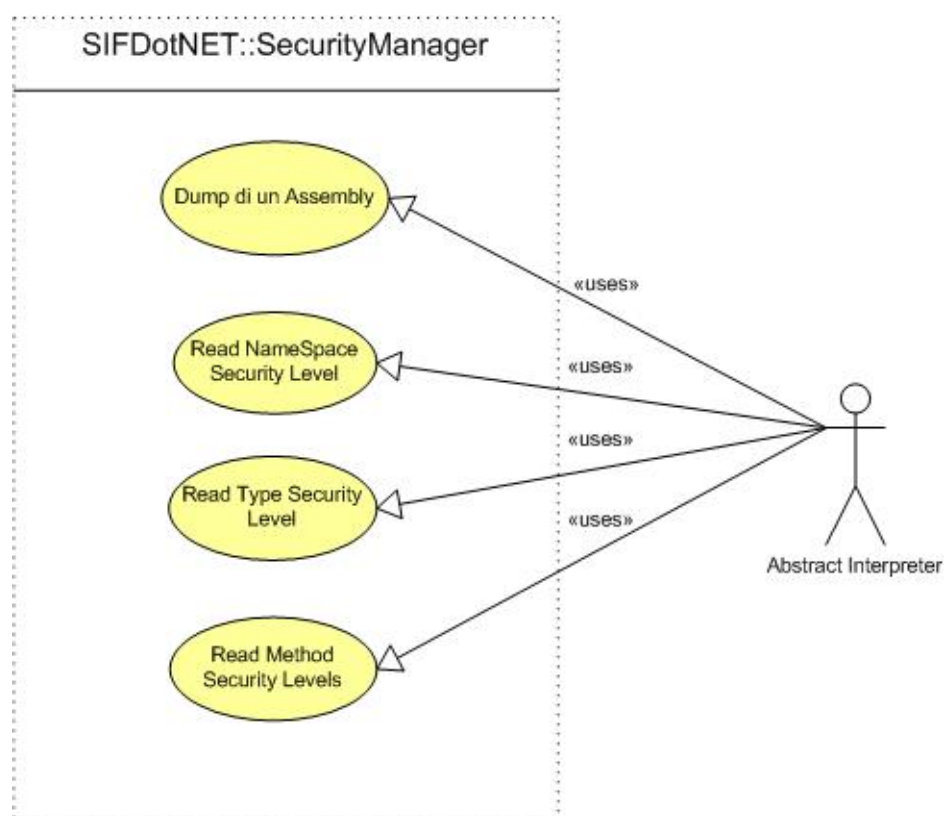 SIFDotNET::SecurityManager
Dump di un Assembly
«uses»
Read NameSpace
Security Level
«uses»
«uses»
Read Type Security
Level
«uses»
Abstract Interpreter
Read Method
Security Levels